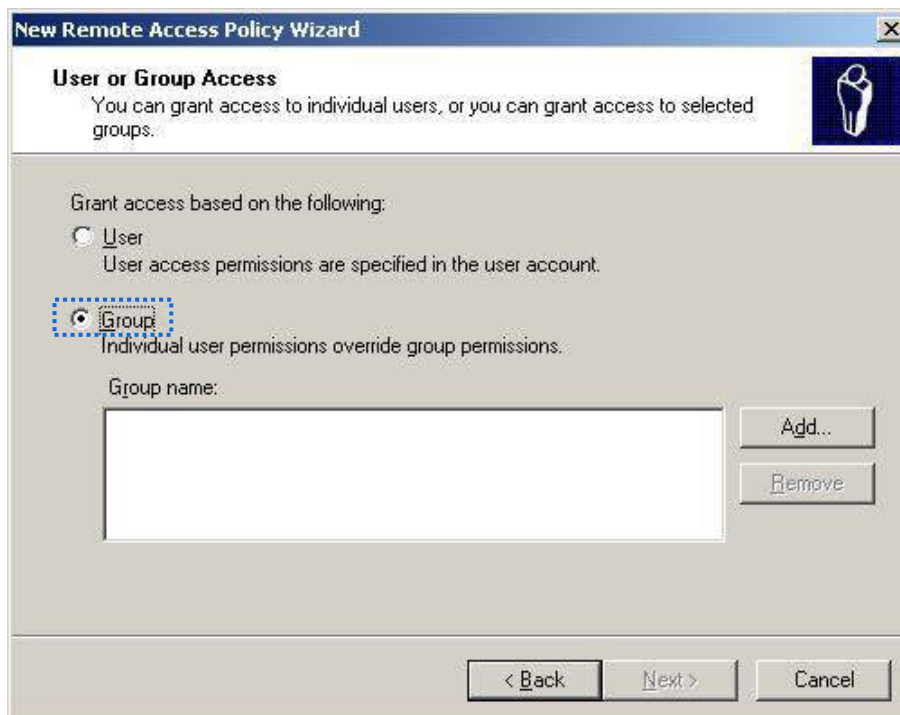 New Remote Access Policy Wizard
User or Group Access
You can grant access to individual users, or you can grant access to selected
groups.
Grant access based on the following:
User
User access permissions are specified in the user account.
Group
Individual user permissions override group permissions.
Group name:
Add...
Remove
< Back
Next >
Cancel